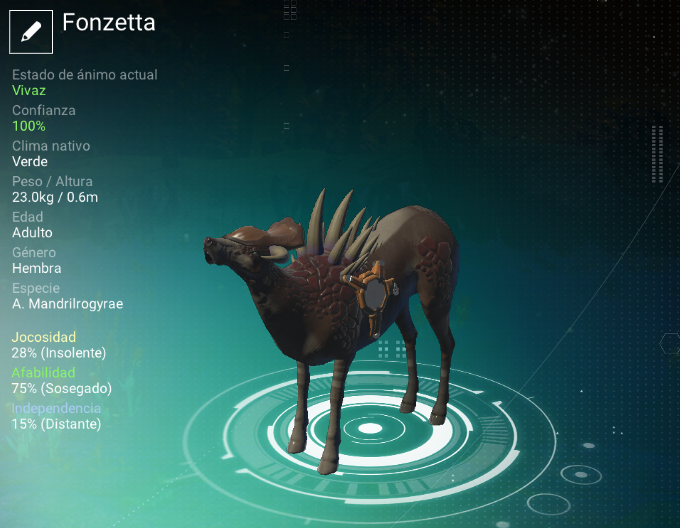 Fonzetta
Estado de ánimo actual
Vivaz
Confianza
100%
Clima nativo
Verde
Peso / Altura
23.0kg / 0.6m
Edad
Adulto
Género
Hembra
Especie
A. Mandrilrogyrae
Jocosidad
28% (Insolente)
Afabilidad
75% (Sosegado)
Independencia
15% (Distante)